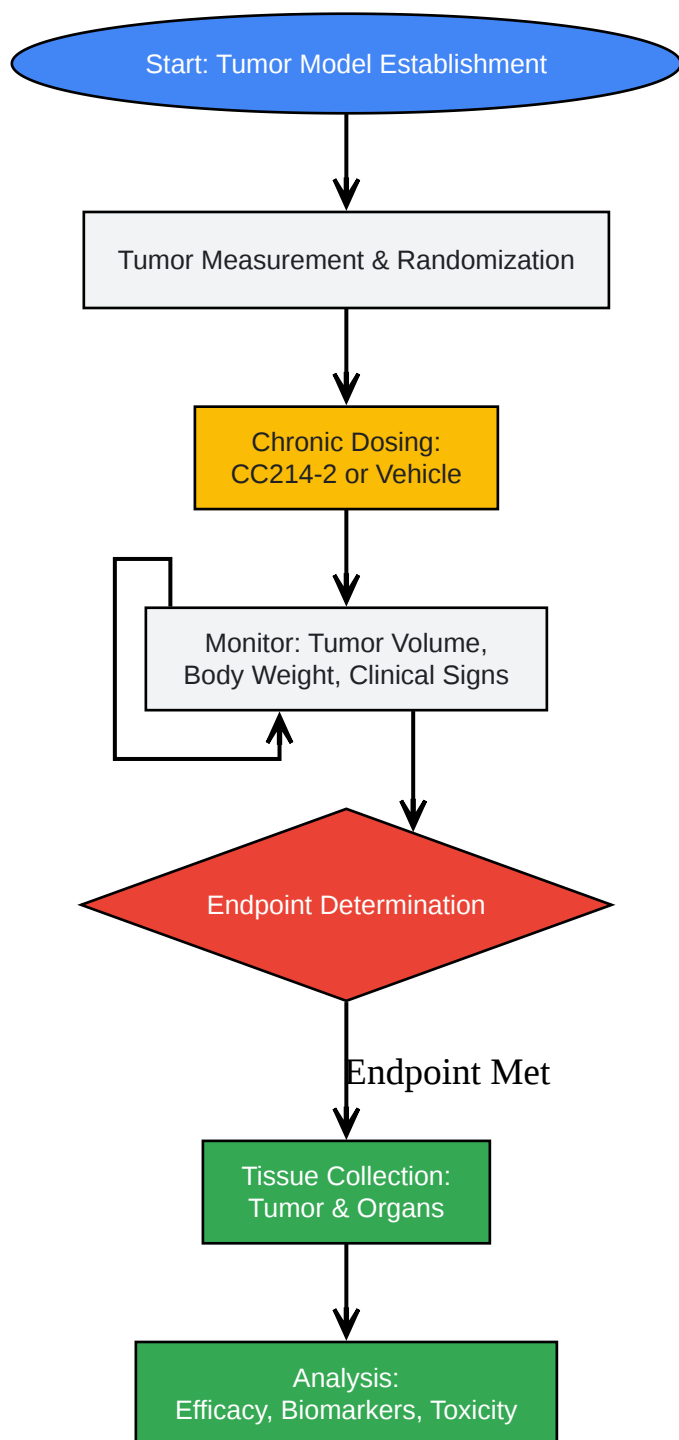 Start: Tumor Model Establishment
Tumor Measurement & Randomization
Chronic Dosing:
CC214-2 or Vehicle
Monitor: Tumor Volume,
Body Weight, Clinical Signs
Endpoint Determination
Endpoint Met
Tissue Collection:
Tumor & Organs
Analysis:
Efficacy, Biomarkers, Toxicity